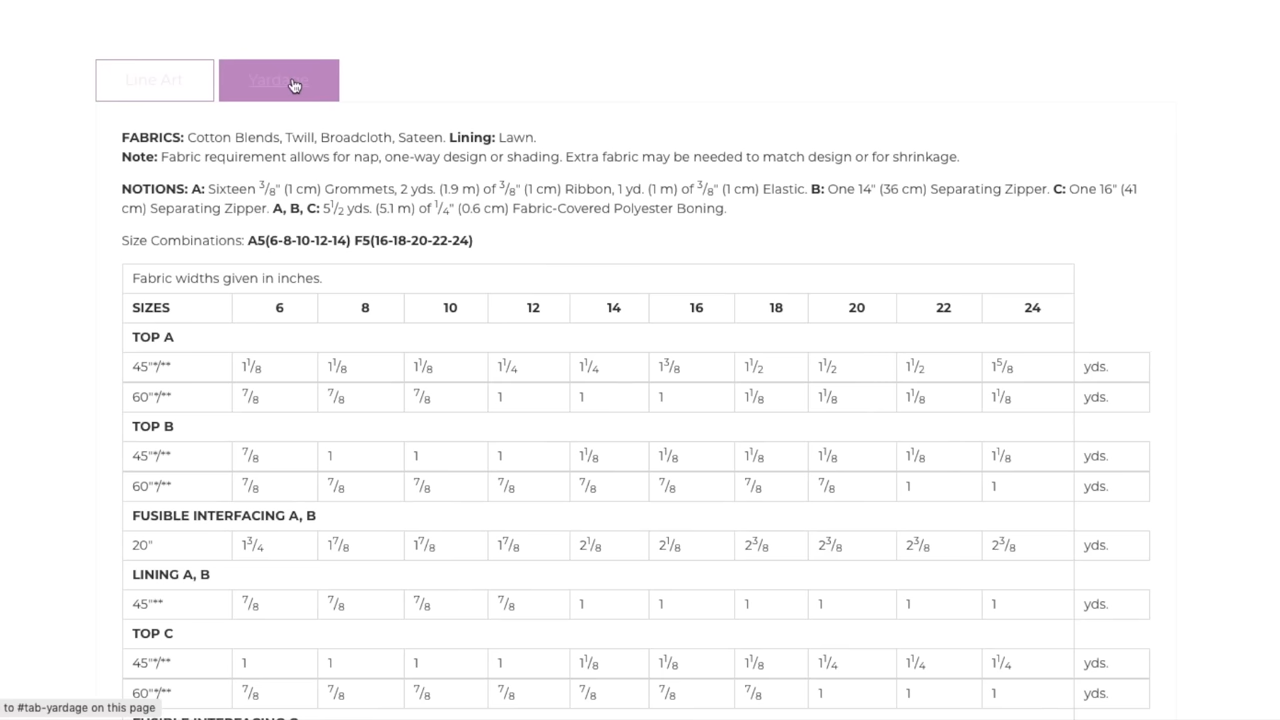 Line Art Yardage
FABRICS: Cotton Blends, Twill, Broadcloth, Sateen. Lining: Lawn.
Note: Fabric requirement allows for nap, one-way design or shading. Extra fabric may be needed to match design or for shrinkage.
NOTIONS: A: Sixteen 3/8" (1 cm) Grommets, 2 yds. (1.9 m) of 3/8" (1 cm) Ribbon, 1 yd. (1 m) of 3/8" (1 cm) Elastic. B: One 14" (36 cm) Separating Zipper. C: One 16" (41
cm) Separating Zipper. A, B, C: 5 1/2 yds. (5.1 m) of 1/4" (0.6 cm) Fabric-Covered Polyester Boning.
Size Combinations: A5(6-8-10-12-14) F5(16-18-20-22-24)
Fabric widths given in inches.
SIZES 6 8 10 12 14 16 18 20 22 24
TOP A
45"*/** 1 1/8 1 1/8 1 1/8 1 1/4 1 1/4 1 3/8 1 1/2 1 1/2 1 1/2 1 5/8 yds.
60"*/** 7/8 7/8 7/8 1 1 1 1 1/8 1 1/8 1 1/8 1 1/8 yds.
TOP B
45"*/** 7/8 1 1 1 1 1/8 1 1/8 1 1/8 1 1/8 1 1/8 1 1/8 yds.
60"*/** 7/8 7/8 7/8 7/8 7/8 7/8 7/8 7/8 1 1 yds.
FUSIBLE INTERFACING A, B
20" 1 3/4 1 7/8 1 7/8 1 7/8 2 1/8 2 1/8 2 3/8 2 3/8 2 3/8 2 3/8 yds.
LINING A, B
45"** 7/8 7/8 7/8 7/8 1 1 1 1 1 1 yds.
TOP C
45"*/** 1 1 1 1 1 1/8 1 1/8 1 1/8 1 1/4 1 1/4 1 1/4 yds.
60"*/** 7/8 7/8 7/8 7/8 7/8 7/8 7/8 1 1 1 yds.
to #tab-yardage on this page